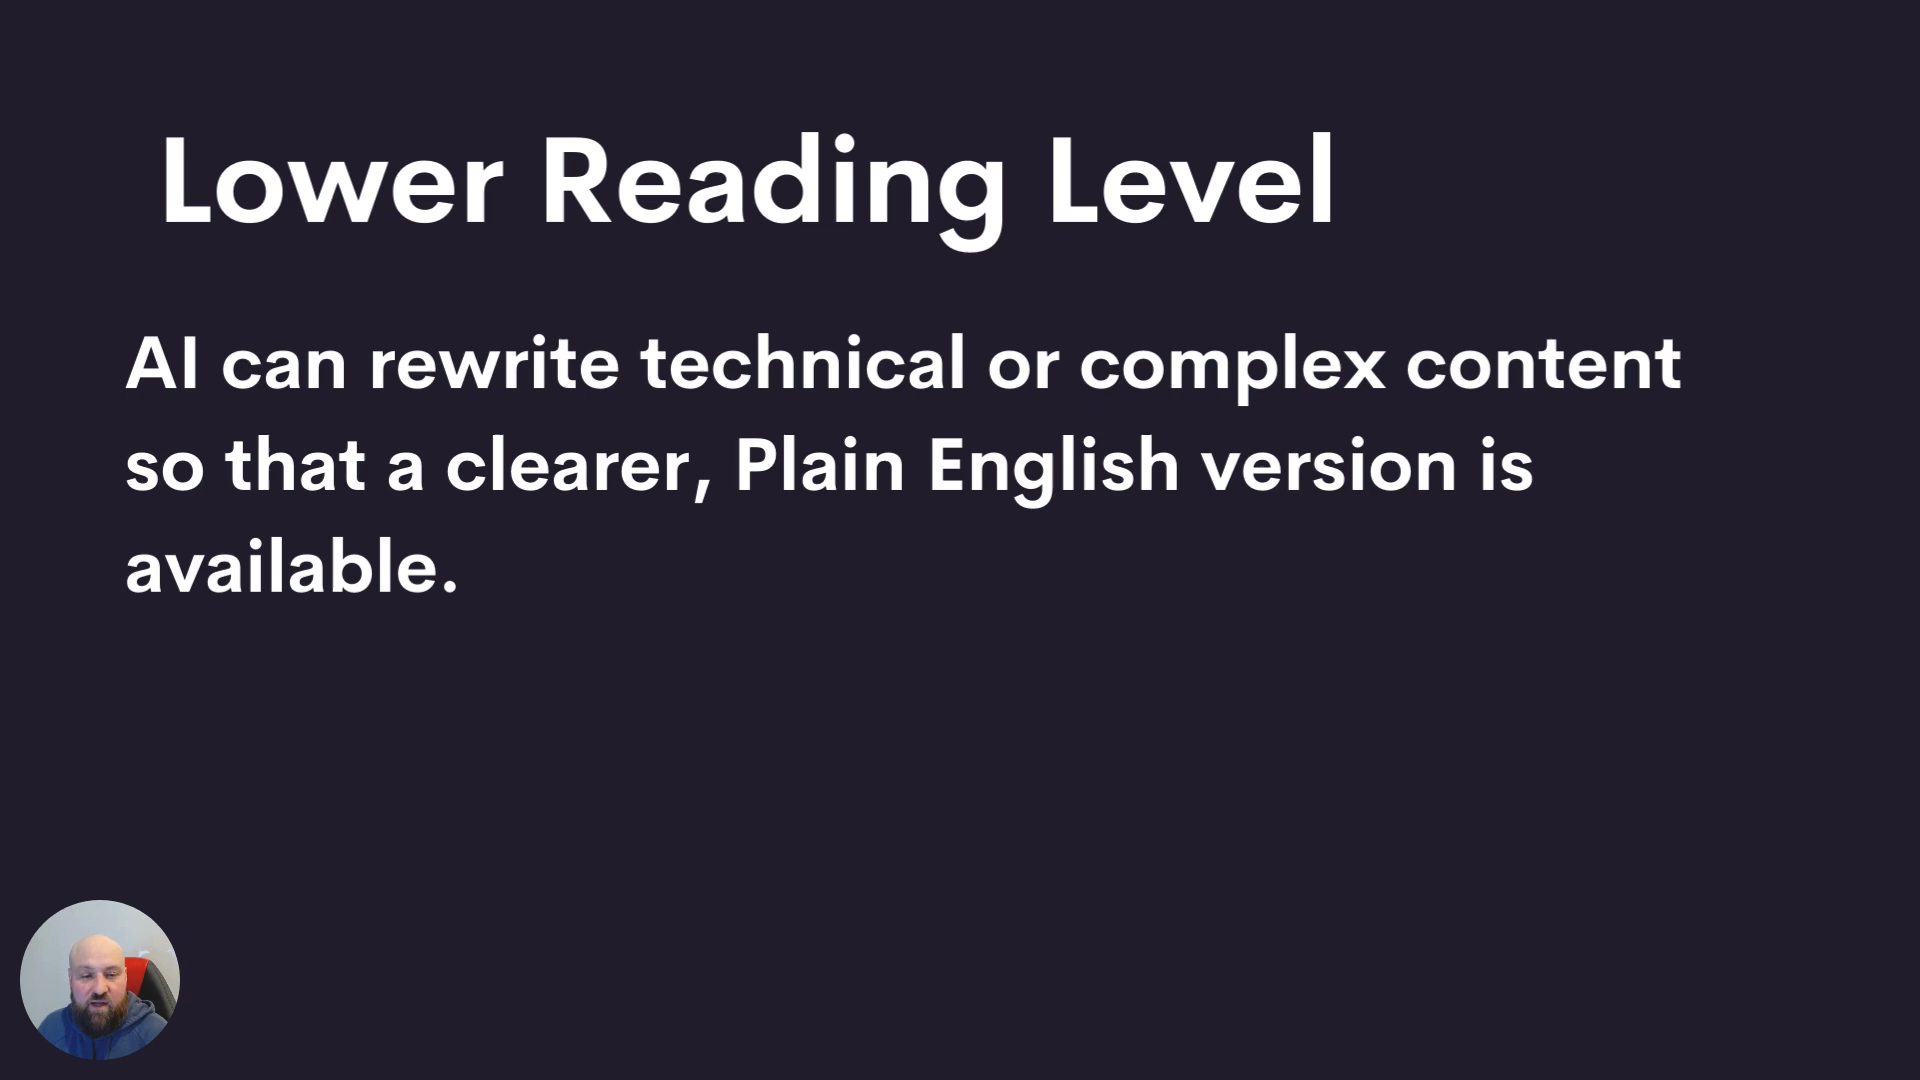 Lower Reading Level
AI can rewrite technical or complex content
so that a clearer, Plain English version is
available.